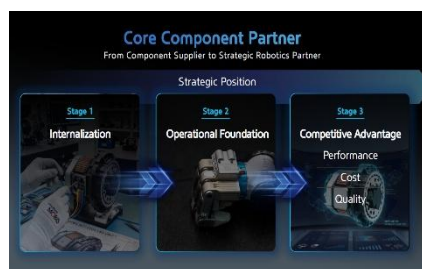 Core Component Partner
From Component Supplier to Strategic Robotics Partner
Strategic Position
Stage 1
Internalization
Stage 2
Operational Foundation
Stage 3
Competitive Advantage
Performance
Cost
Quality